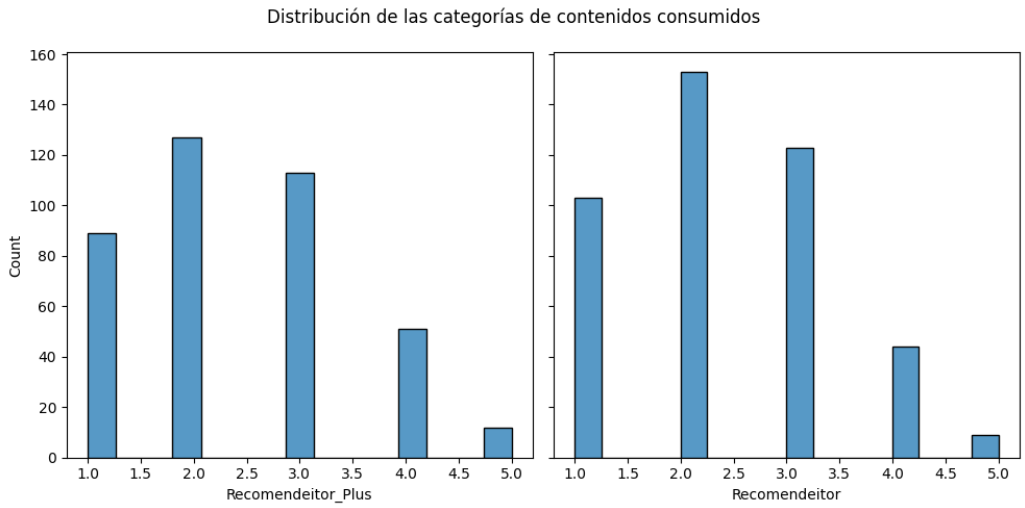 Distribución de las categorías de contenidos consumidos
160
140
120
100
80
60
40
20
0
Count
1.0 1.5 2.0 2.5 3.0 3.5 4.0 4.5 5.0
Recomendeitor_Plus
1.0 1.5 2.0 2.5 3.0 3.5 4.0 4.5 5.0
Recomendeitor